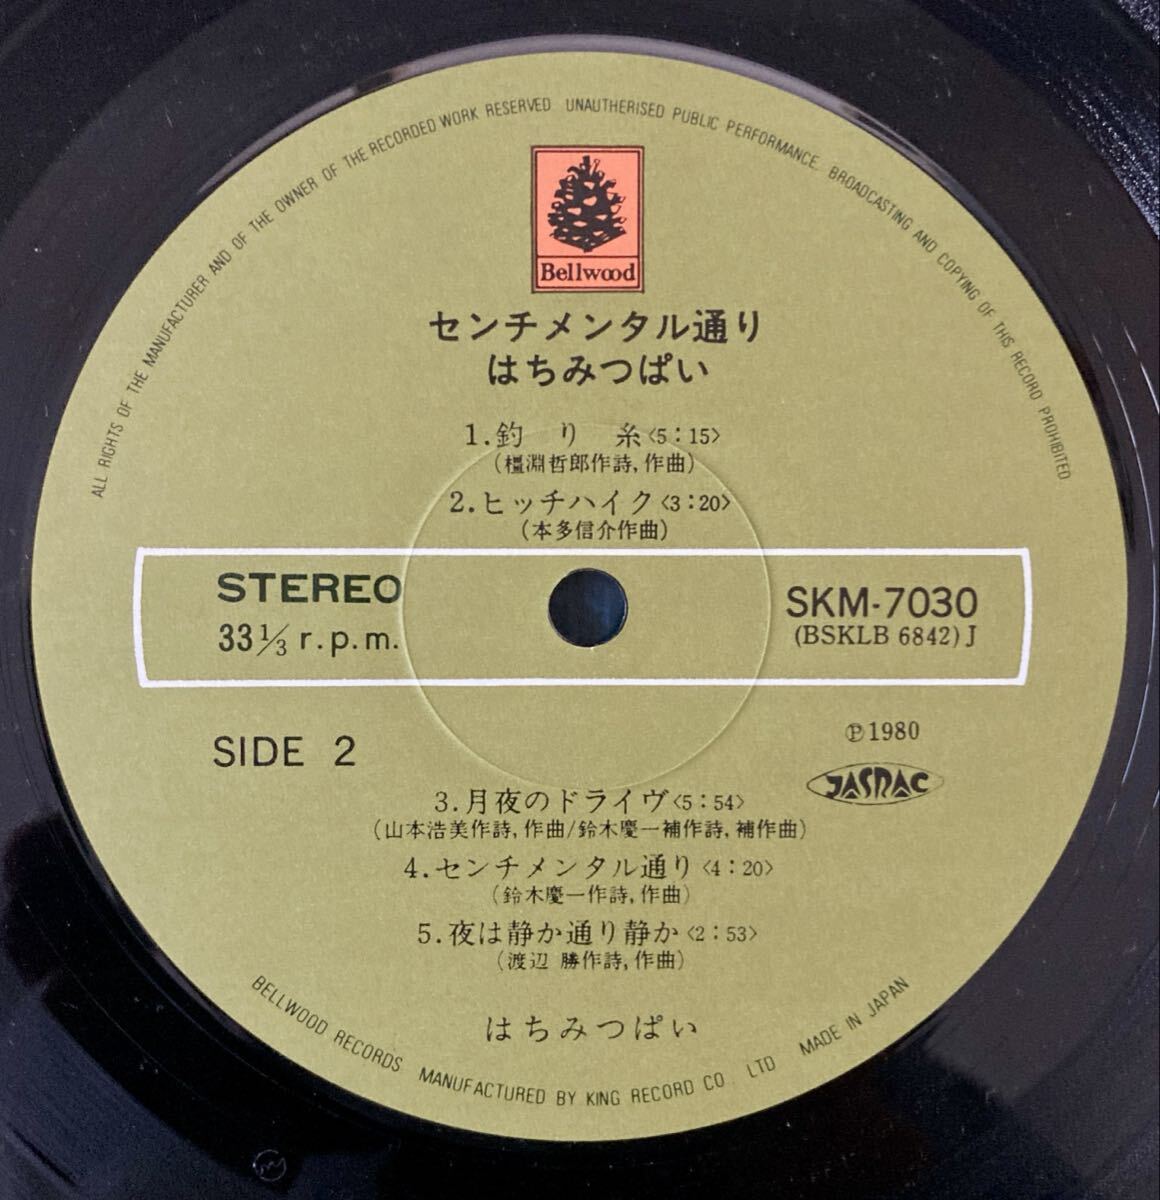 ALL RIGHTS OF THE MANUFACTURER AND OF THE OWNER OF THE RECORDED WORK RESERVED UNAUTHERISED PUBLIC PERFORMANCE. BROADCASTING AND COPYING OF THIS RECORD PROHIBITED
Bellwood
センチメンタル通り
はちみつぱい
1.釣り糸<5:15>
(橿淵哲郎作詩,作曲)
2.ヒッチハイク<3:20>
(本多信介作曲)
STEREO
33⅓ r.p.m.
SKM-7030
(BSKLB 6842) J
SIDE 2
Ⓟ1980
JASRAC
3.月夜のドライヴ<5:54>
(山本浩美作詩,作曲/鈴木慶一補作詩,補作曲)
4.センチメンタル通り<4:20>
(鈴木慶一作詩,作曲)
5.夜は静か通り静か<2:53>
(渡辺 勝作詩,作曲)
はちみつぱい
BELLWOOD RECORDS MANUFACTURED BY KING RECORD CO. LTD MADE IN JAPAN